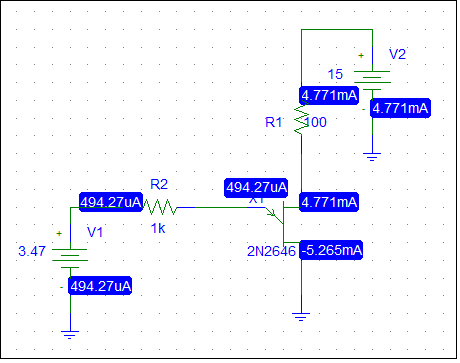 V2
+
15
4.771mA
-
4.771mA
R1
100
494.27uA
R2
X1
494.27uA
4.771mA
1k
+
V1
3.47
2N2646
-5.265mA
-
494.27uA